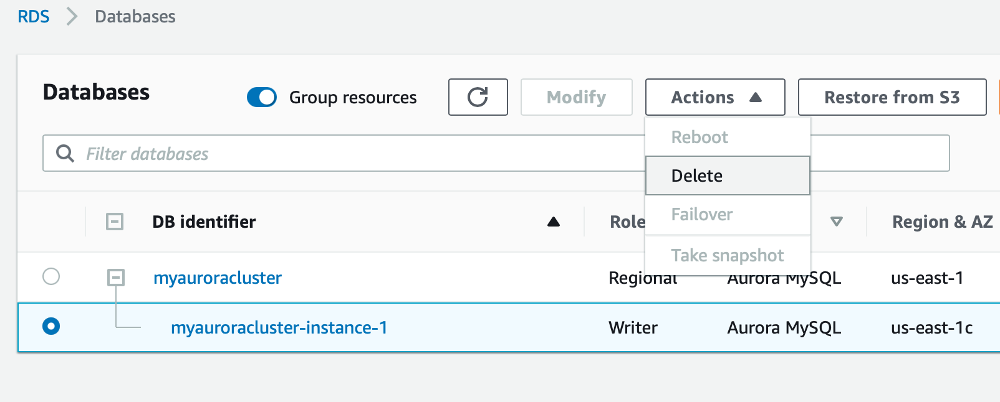 RDS > Databases
Databases Group resources Modify Actions Restore from S3
Filter databases
Reboot
Delete
Failover
Take snapshot
DB identifier Role Region & AZ
myauroracluster Regional Aurora MySQL us-east-1
myauroracluster-instance-1 Writer Aurora MySQL us-east-1c